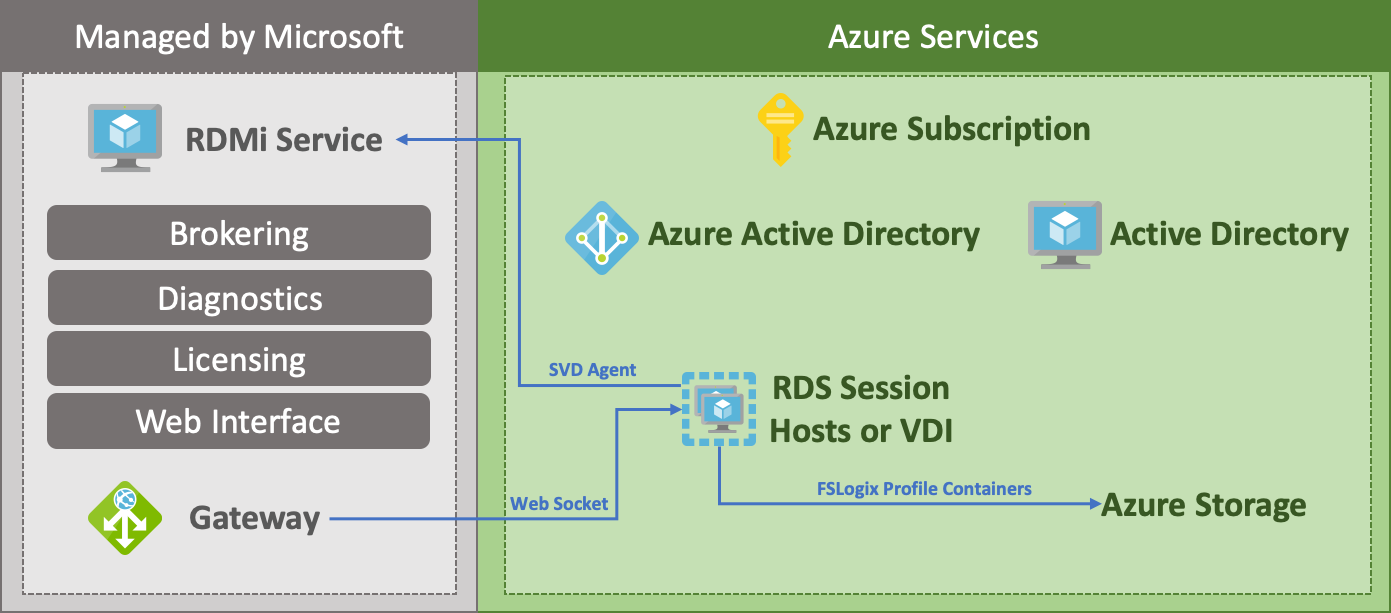 Managed by Microsoft
Azure Services
RDMi Service
Brokering
Diagnostics
Licensing
Web Interface
Gateway
Azure Subscription
Azure Active Directory
Active Directory
SVD Agent
RDS Session
Hosts or VDI
Web Socket
FSLogix Profile Containers
Azure Storage